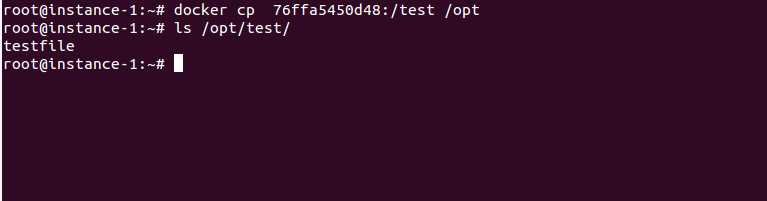 root@instance-1:~# docker cp  76ffa5450d48:/test /opt
root@instance-1:~# ls /opt/test/
testfile
root@instance-1:~#